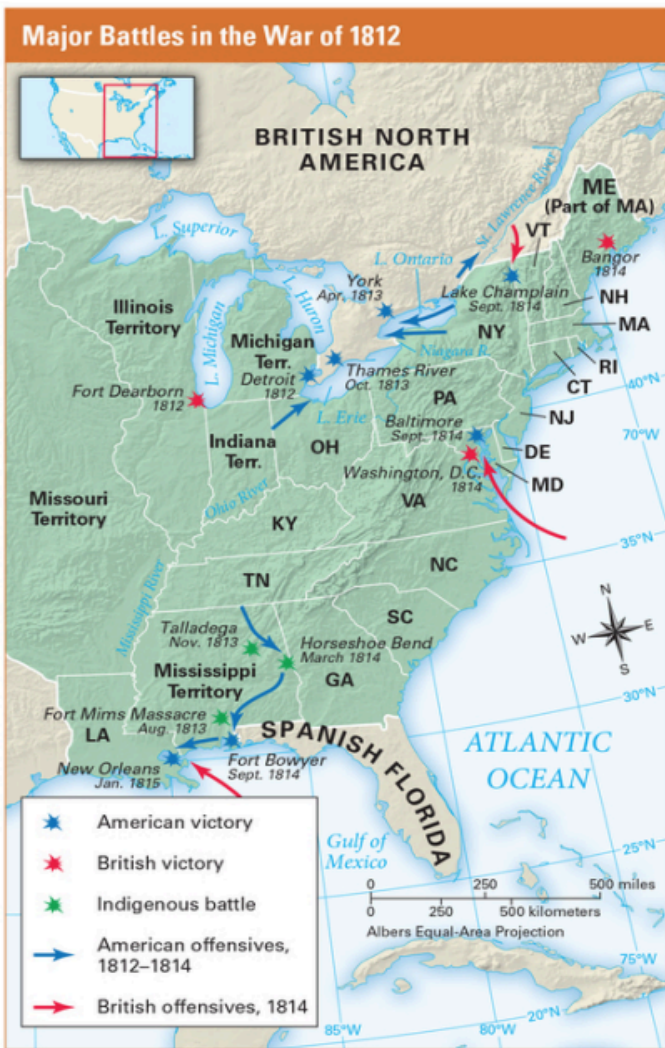 Major Battles in the War of 1812
BRITISH NORTH
AMERICA
St. Lawrence River
ME
(Part of MA)
VT
L. Superior
L. Ontario
Bangor
1814
York
Apr. 1813
Lake Champlain
Sept. 1814
NH
L. Huron
L. Michigan
Illinois
Territory
Michigan
Terr.
NY
MA
Niagara R.
Detroit
1812
Thames River
Oct. 1813
RI
CT
40°N
Fort Dearborn
1812
L. Erie
PA
NJ
70°W
Baltimore
Sept. 1814
Indiana
Terr.
OH
DE
Washington, D.C.
1814
MD
Missouri
Territory
Ohio River
VA
KY
35°N
Mississippi River
NC
TN
N
W
E
S
SC
Talladega
Nov. 1813
Horseshoe Bend
March 1814
Mississippi
Territory
GA
30°N
Fort Mims Massacre
Aug. 1813
LA
SPANISH FLORIDA
ATLANTIC
OCEAN
New Orleans
Jan. 1815
Fort Bowyer
Sept. 1814
Gulf of
Mexico
25°N
American victory
British victory
Indigenous battle
American offensives,
1812–1814
British offensives, 1814
0 250 500 miles
0 250 500 kilometers
Albers Equal-Area Projection
75°W
20°N
85°W
80°W